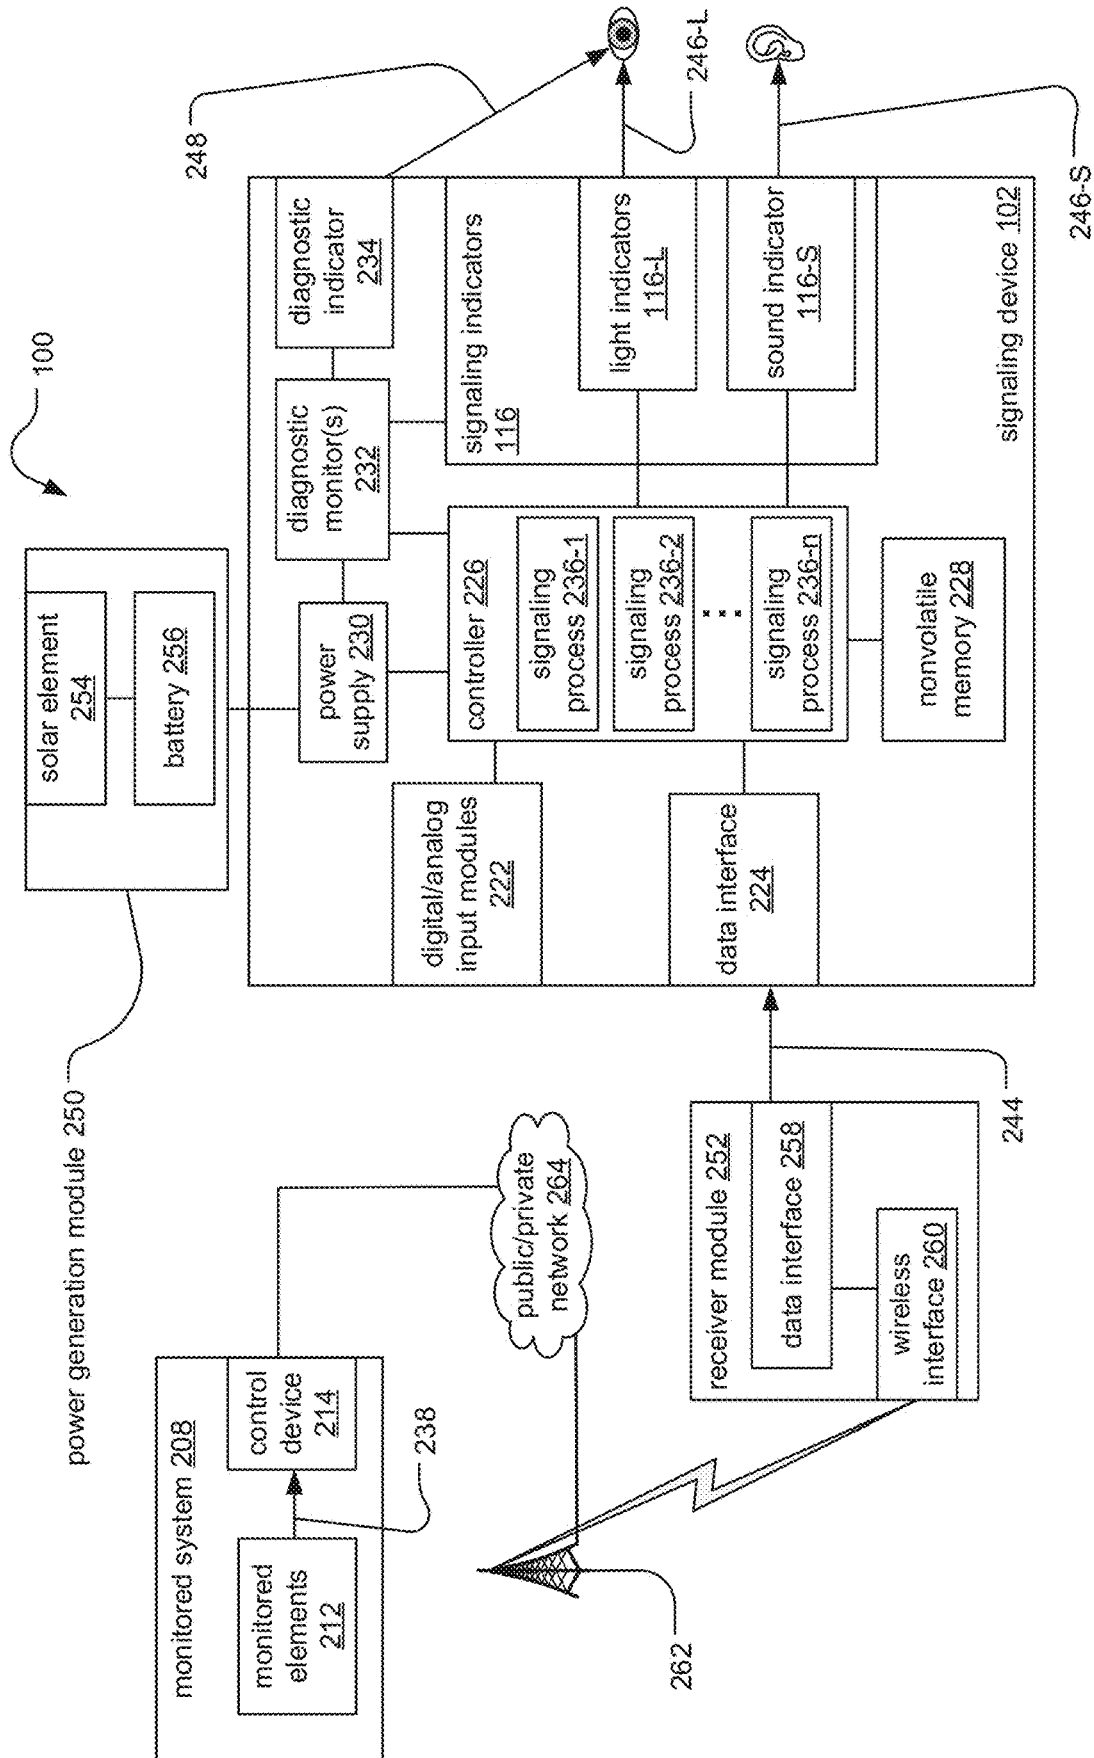 100
power generation module 250
solar element
254
battery 256
monitored system 208
monitored
elements
212
control
device
214
238
public/private
network 264
262
receiver module 252
data interface 258
wireless
interface 260
244
digital/analog
input modules
222
data interface
224
power
supply 230
diagnostic
monitor(s)
232
diagnostic
indicator
234
248
controller 226
signaling
process 236-1
signaling
process 236-2
signaling
process 236-n
nonvolatile
memory 228
signaling indicators
116
light indicators
116-L
sound indicator
116-S
246-L
246-S
signaling device 102